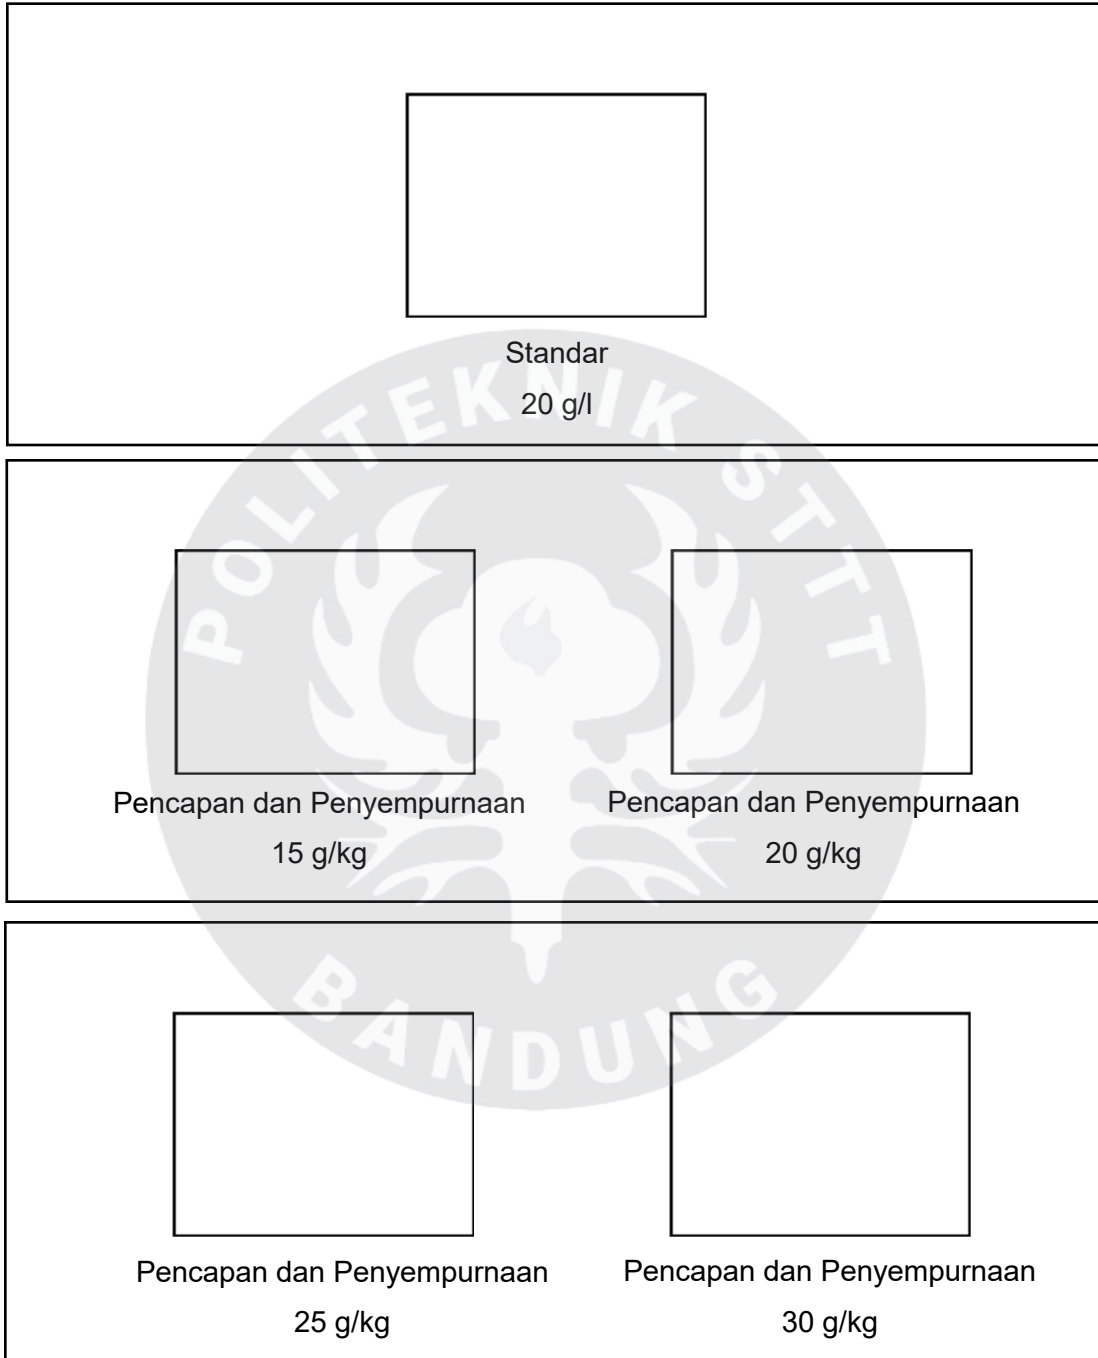 Standar
20 g/l
POLITEKNIK STTT
Pencapan dan Penyempurnaan
15 g/kg
Pencapan dan Penyempurnaan
20 g/kg
BANDUNG
Pencapan dan Penyempurnaan
25 g/kg
Pencapan dan Penyempurnaan
30 g/kg